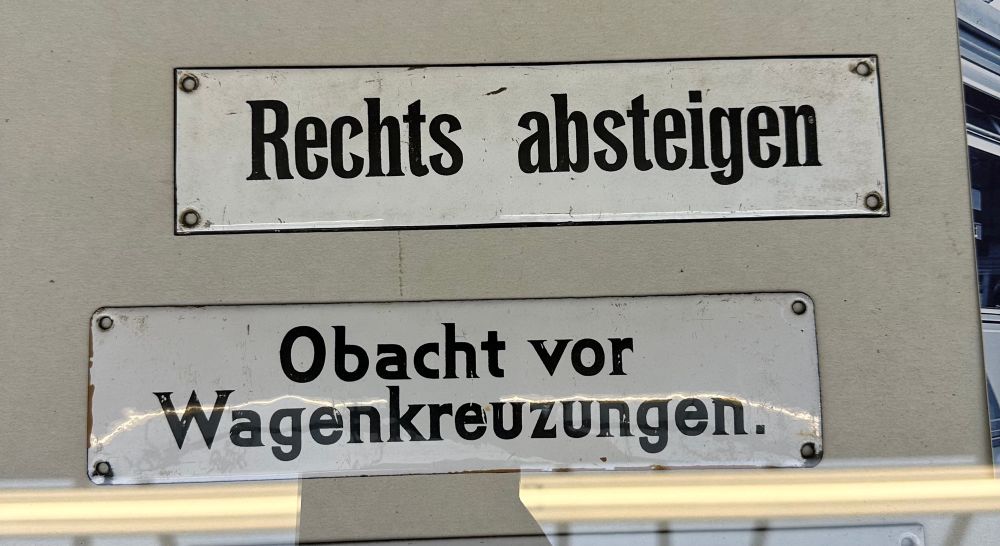 Rechts absteigen
Obacht vor
Wagenkreuzungen.